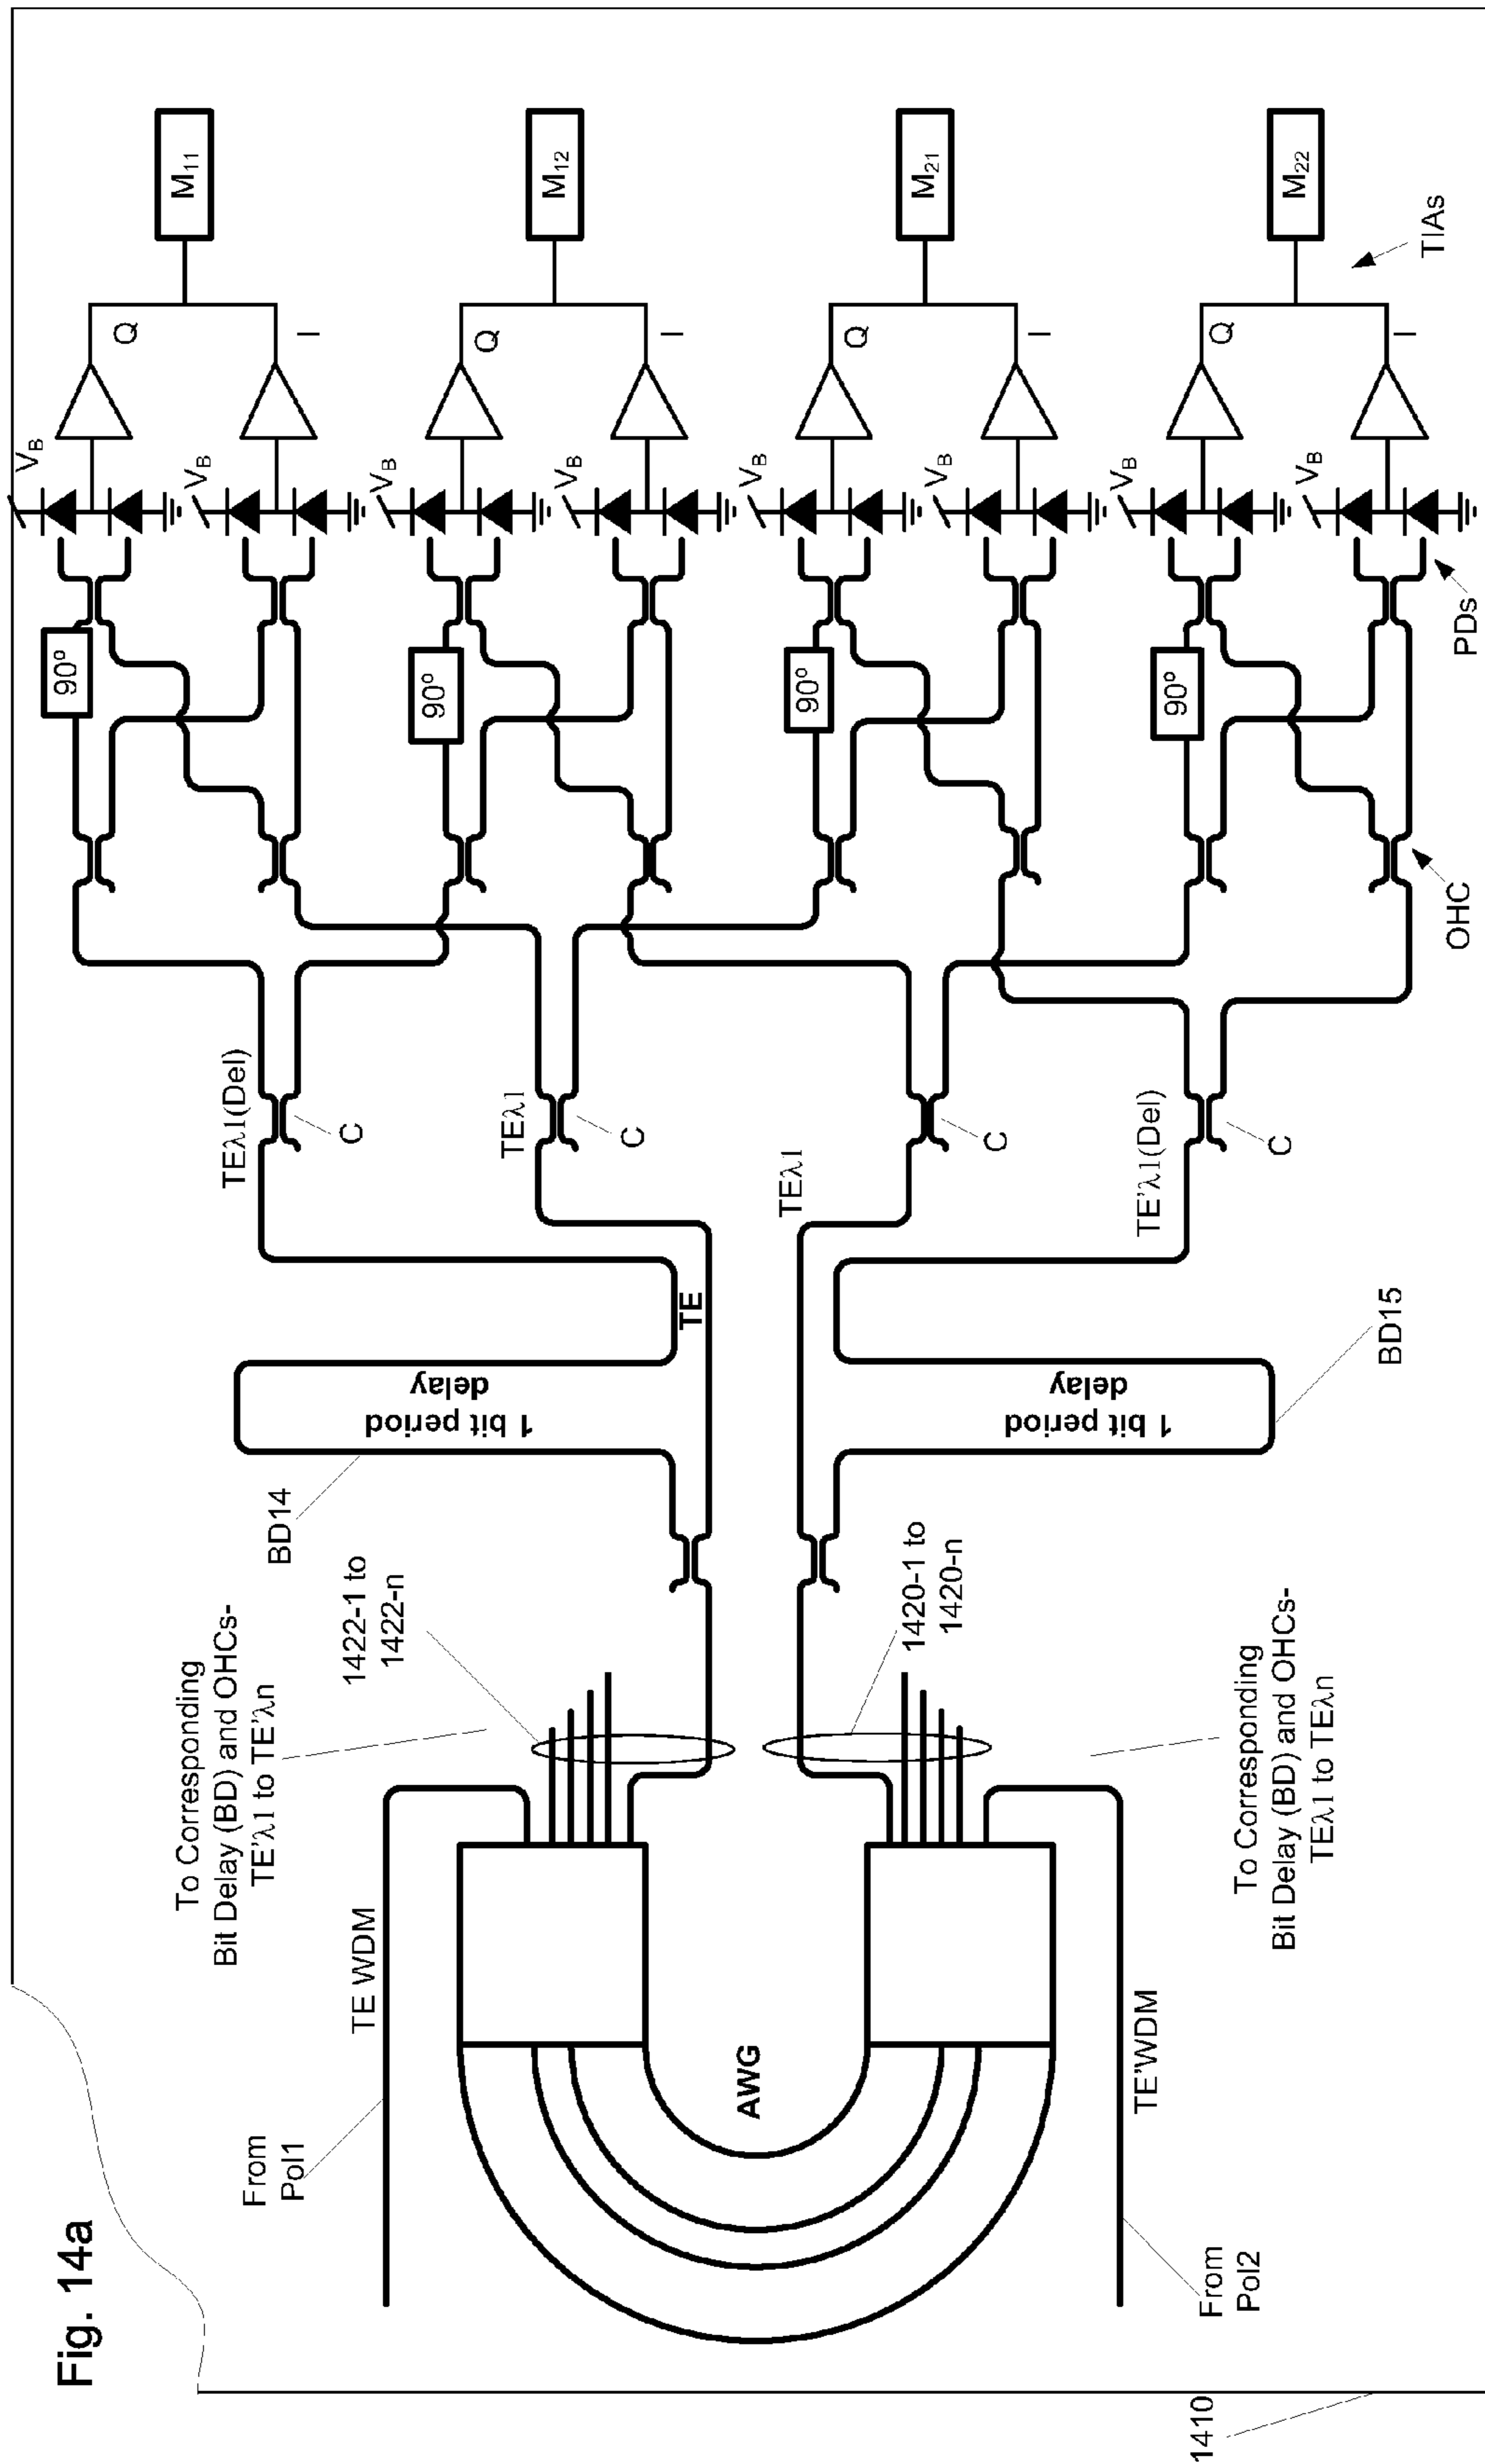 Fig. 14a
1410
From
Pol1
TE WDM
AWG
TE'WDM
From
Pol2
To Corresponding
Bit Delay (BD) and OHCs-
TE'λ1 to TE'λn
1422-1 to
1422-n
1420-1 to
1420-n
To Corresponding
Bit Delay (BD) and OHCs-
TEλ1 to TEλn
BD14
1 bit period
delay
TE
1 bit period
delay
BD15
TEλ1(Del)
C
TEλ1
C
TEλ1
C
TE'λ1(Del)
C
OHC
90°
90°
90°
90°
PDs
VB
VB
VB
VB
VB
VB
VB
VB
Q
I
Q
I
Q
I
Q
I
TIAs
M11
M12
M21
M22